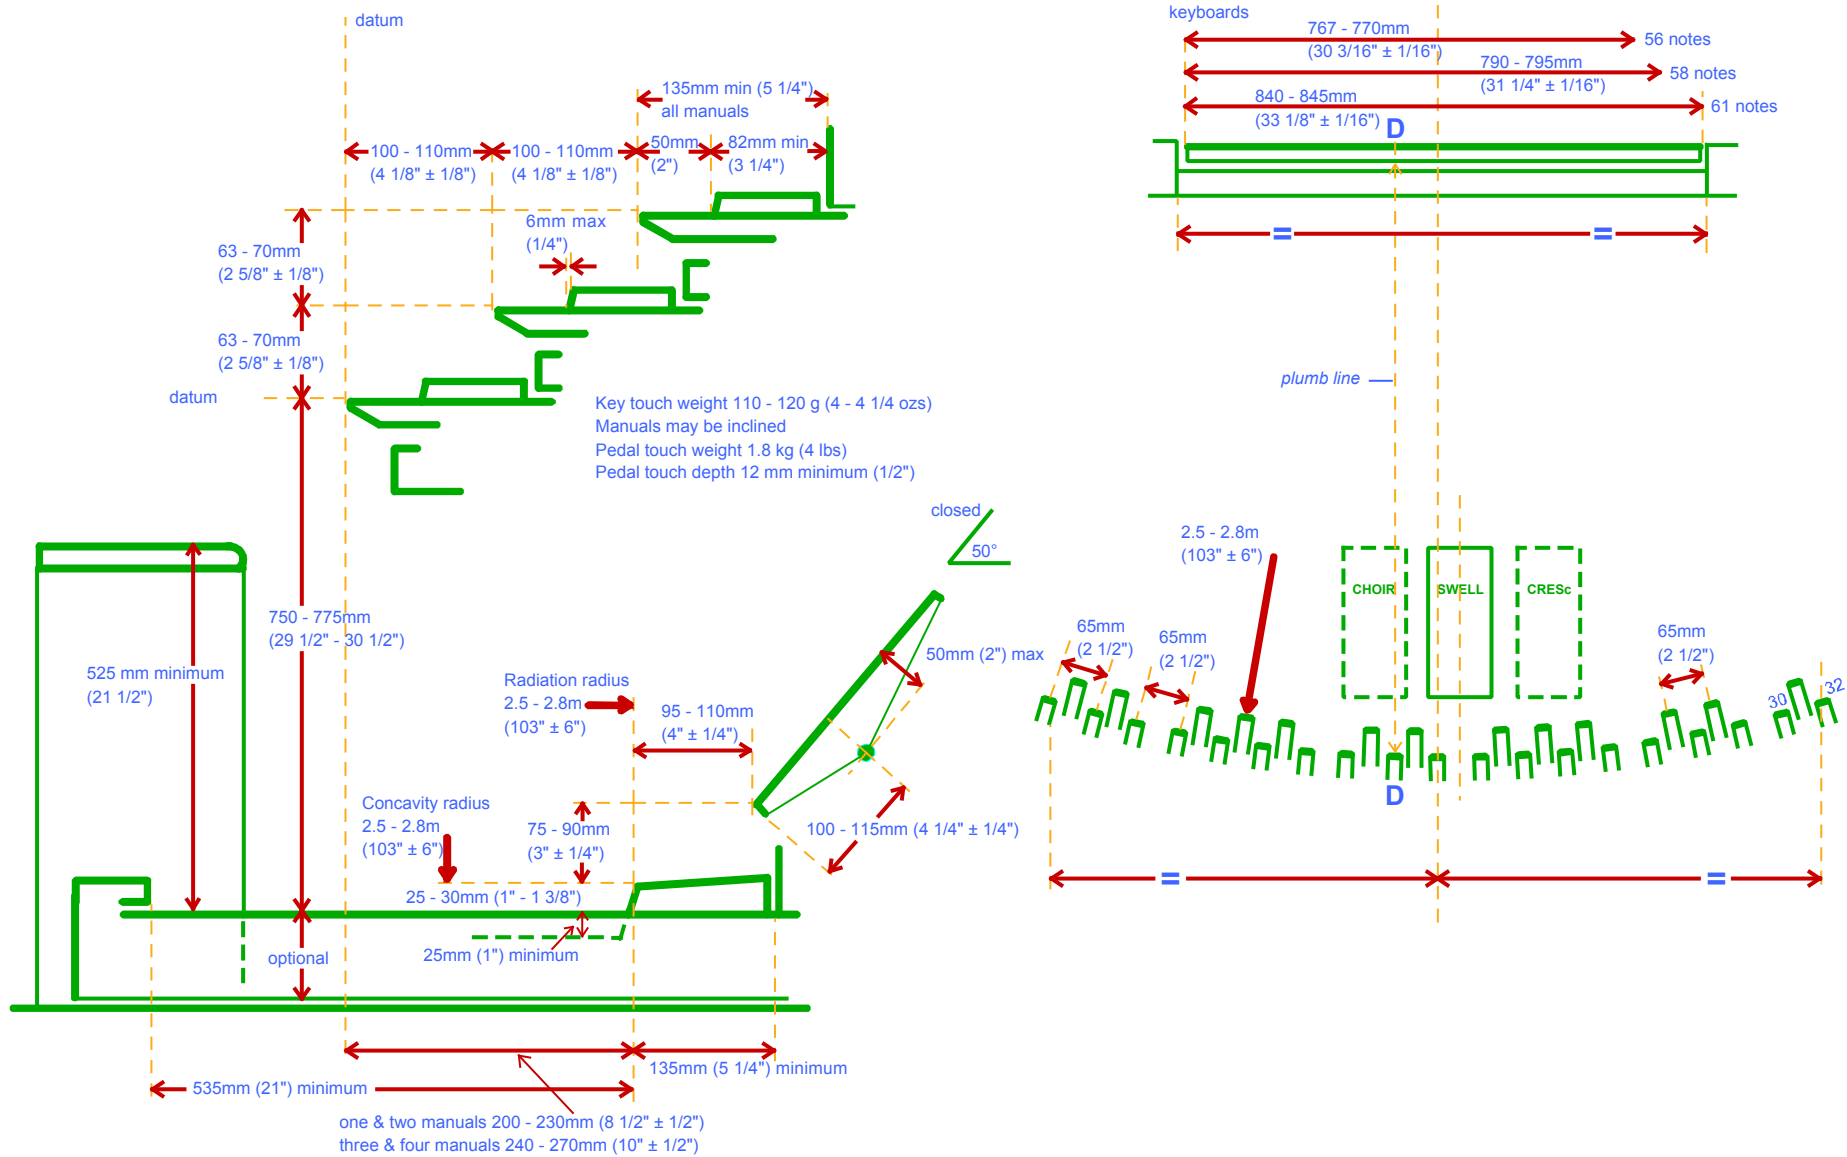 datum
keyboards
767 - 770mm
(30 3/16" ± 1/16")
56 notes
790 - 795mm
(31 1/4" ± 1/16")
58 notes
840 - 845mm
(33 1/8" ± 1/16")
61 notes
D
135mm min (5 1/4")
all manuals
100 - 110mm
(4 1/8" ± 1/8")
100 - 110mm
(4 1/8" ± 1/8")
50mm
(2")
82mm min
(3 1/4")
6mm max
(1/4")
63 - 70mm
(2 5/8" ± 1/8")
63 - 70mm
(2 5/8" ± 1/8")
datum
= =
plumb line
Key touch weight 110 - 120 g (4 - 4 1/4 ozs)
Manuals may be inclined
Pedal touch weight 1.8 kg (4 lbs)
Pedal touch depth 12 mm minimum (1/2")
closed
50°
2.5 - 2.8m
(103" ± 6")
CHOIR
SWELL
CRESc
750 - 775mm
(29 1/2" - 30 1/2")
525 mm minimum
(21 1/2")
50mm (2") max
65mm
(2 1/2")
65mm
(2 1/2")
65mm
(2 1/2")
30
32
Radiation radius
2.5 - 2.8m
(103" ± 6")
95 - 110mm
(4" ± 1/4")
Concavity radius
2.5 - 2.8m
(103" ± 6")
75 - 90mm
(3" ± 1/4")
100 - 115mm (4 1/4" ± 1/4")
D
25 - 30mm (1" - 1 3/8")
25mm (1") minimum
optional
= =
135mm (5 1/4") minimum
535mm (21") minimum
one & two manuals 200 - 230mm (8 1/2" ± 1/2")
three & four manuals 240 - 270mm (10" ± 1/2")